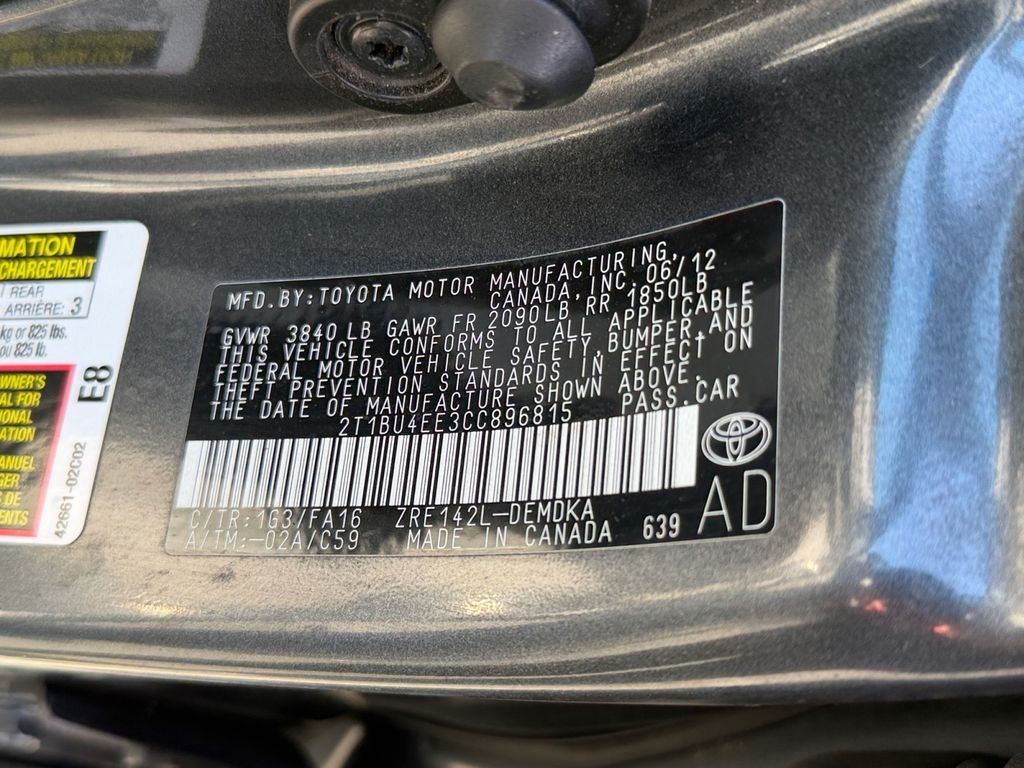 MATION
CHARGEMENT
REAR
ARRIÈRE: 3
kg or 825 lbs.
ou 825 lb.
OWNER'S
AL FOR
IONAL
ATION
ANUEL
GER
S DE
ENTS
E8
42661-02C02
MFD.BY:TOYOTA MOTOR MANUFACTURING,
CANADA,INC.06/12
GVWR 3840LB GAWR FR 2090LB RR 1850LB
THIS VEHICLE CONFORMS TO ALL APPLICABLE
FEDERAL MOTOR VEHICLE SAFETY,BUMPER,AND
THEFT PREVENTION STANDARDS IN EFFECT ON
THE DATE OF MANUFACTURE SHOWN ABOVE.
2T1BU4EE3CC896815 PASS.CAR
C/TR:1G3/FA16 ZRE142L-DEMDKA
A/TM:-02A/C59 MADE IN CANADA 639 AD